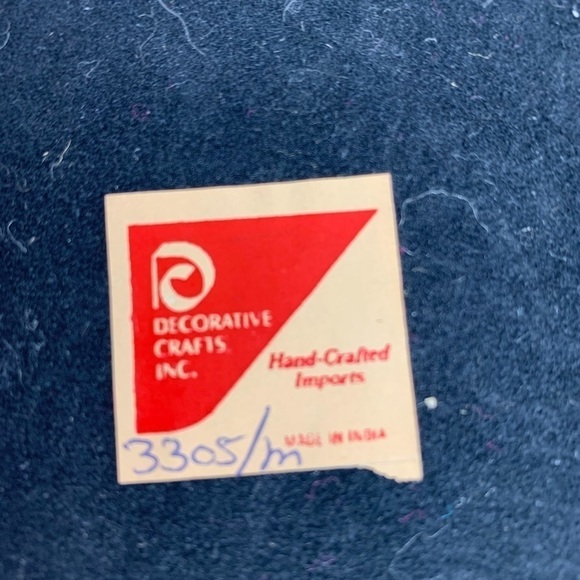 DECORATIVE
CRAFTS
INC.
Hand-Crafted
Imports
MADE IN INDIA
3305/m